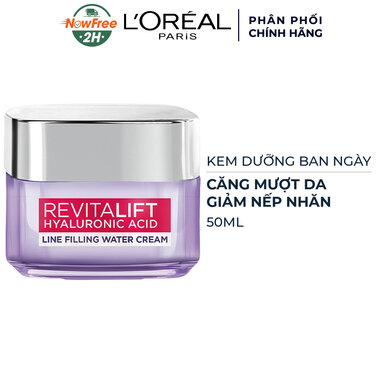 NowFree
2H
L'ORÉAL
PARIS
PHÂN PHỐI
CHÍNH HÃNG
KEM DƯỠNG BAN NGÀY
CĂNG MƯỢT DA
GIẢM NẾP NHĂN
50ML
REVITALIFT
HYALURONIC ACID
LINE FILLING WATER CREAM